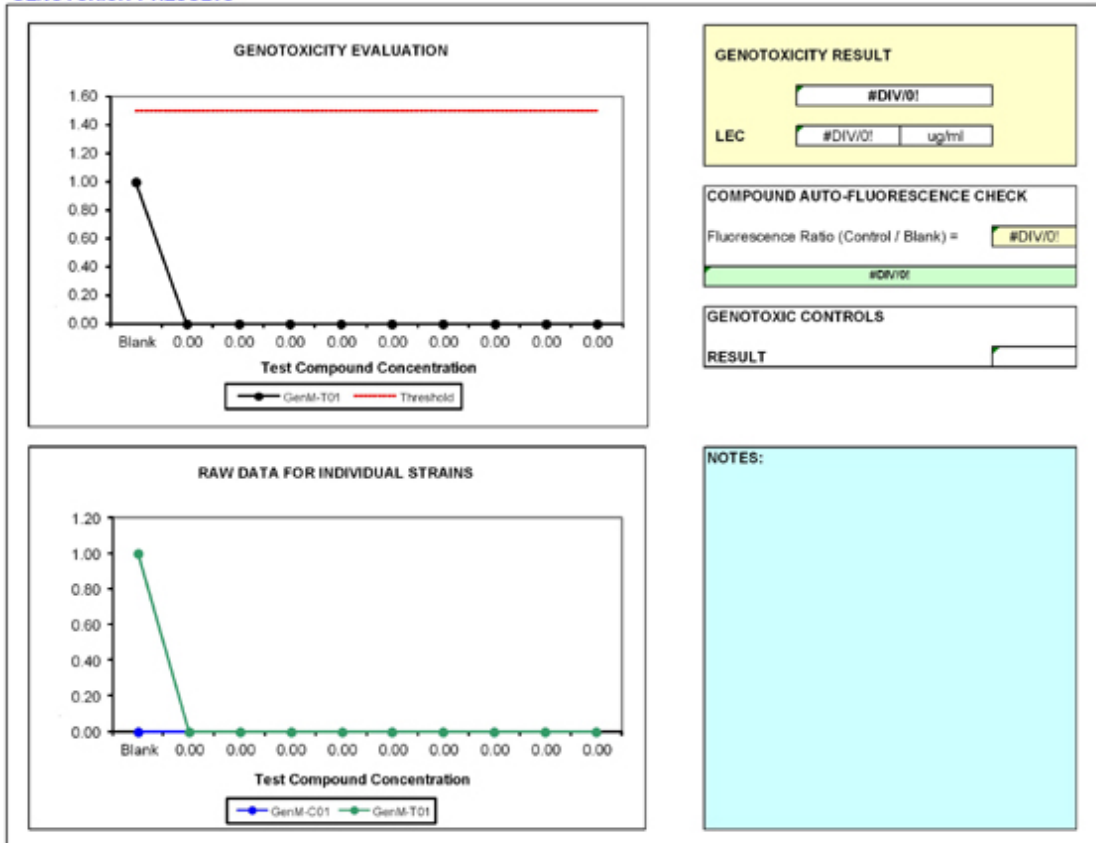 GENOTOXICITY EVALUATION
1.60
1.40
1.20
1.00
0.80
0.60
0.40
0.20
0.00
Blank 0.00 0.00 0.00 0.00 0.00 0.00 0.00 0.00 0.00
Test Compound Concentration
GenM-T01 Threshold
GENOTOXICITY RESULT
#DIV/0!
LEC #DIV/0! ug/ml
COMPOUND AUTO-FLUORESCENCE CHECK
Fluorescence Ratio (Control / Blank) = #DIV/0!
#DIV/0!
GENOTOXIC CONTROLS
RESULT
RAW DATA FOR INDIVIDUAL STRAINS
1.20
1.00
0.80
0.60
0.40
0.20
0.00
Blank 0.00 0.00 0.00 0.00 0.00 0.00 0.00 0.00 0.00
Test Compound Concentration
GenM-C01 GenM-T01
NOTES: